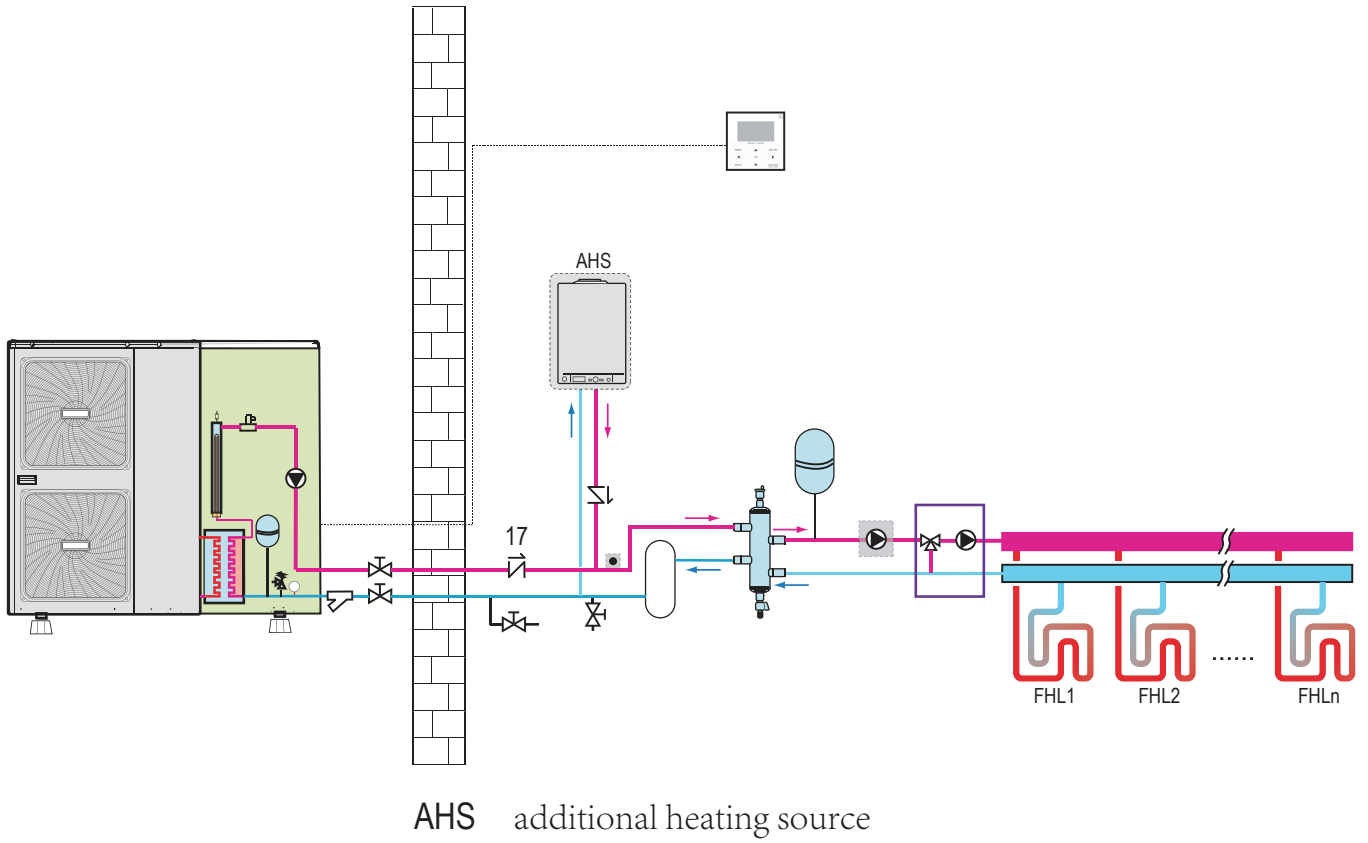 AHS
17
FHL1
FHL2
......
FHLn
AHS additional heating source